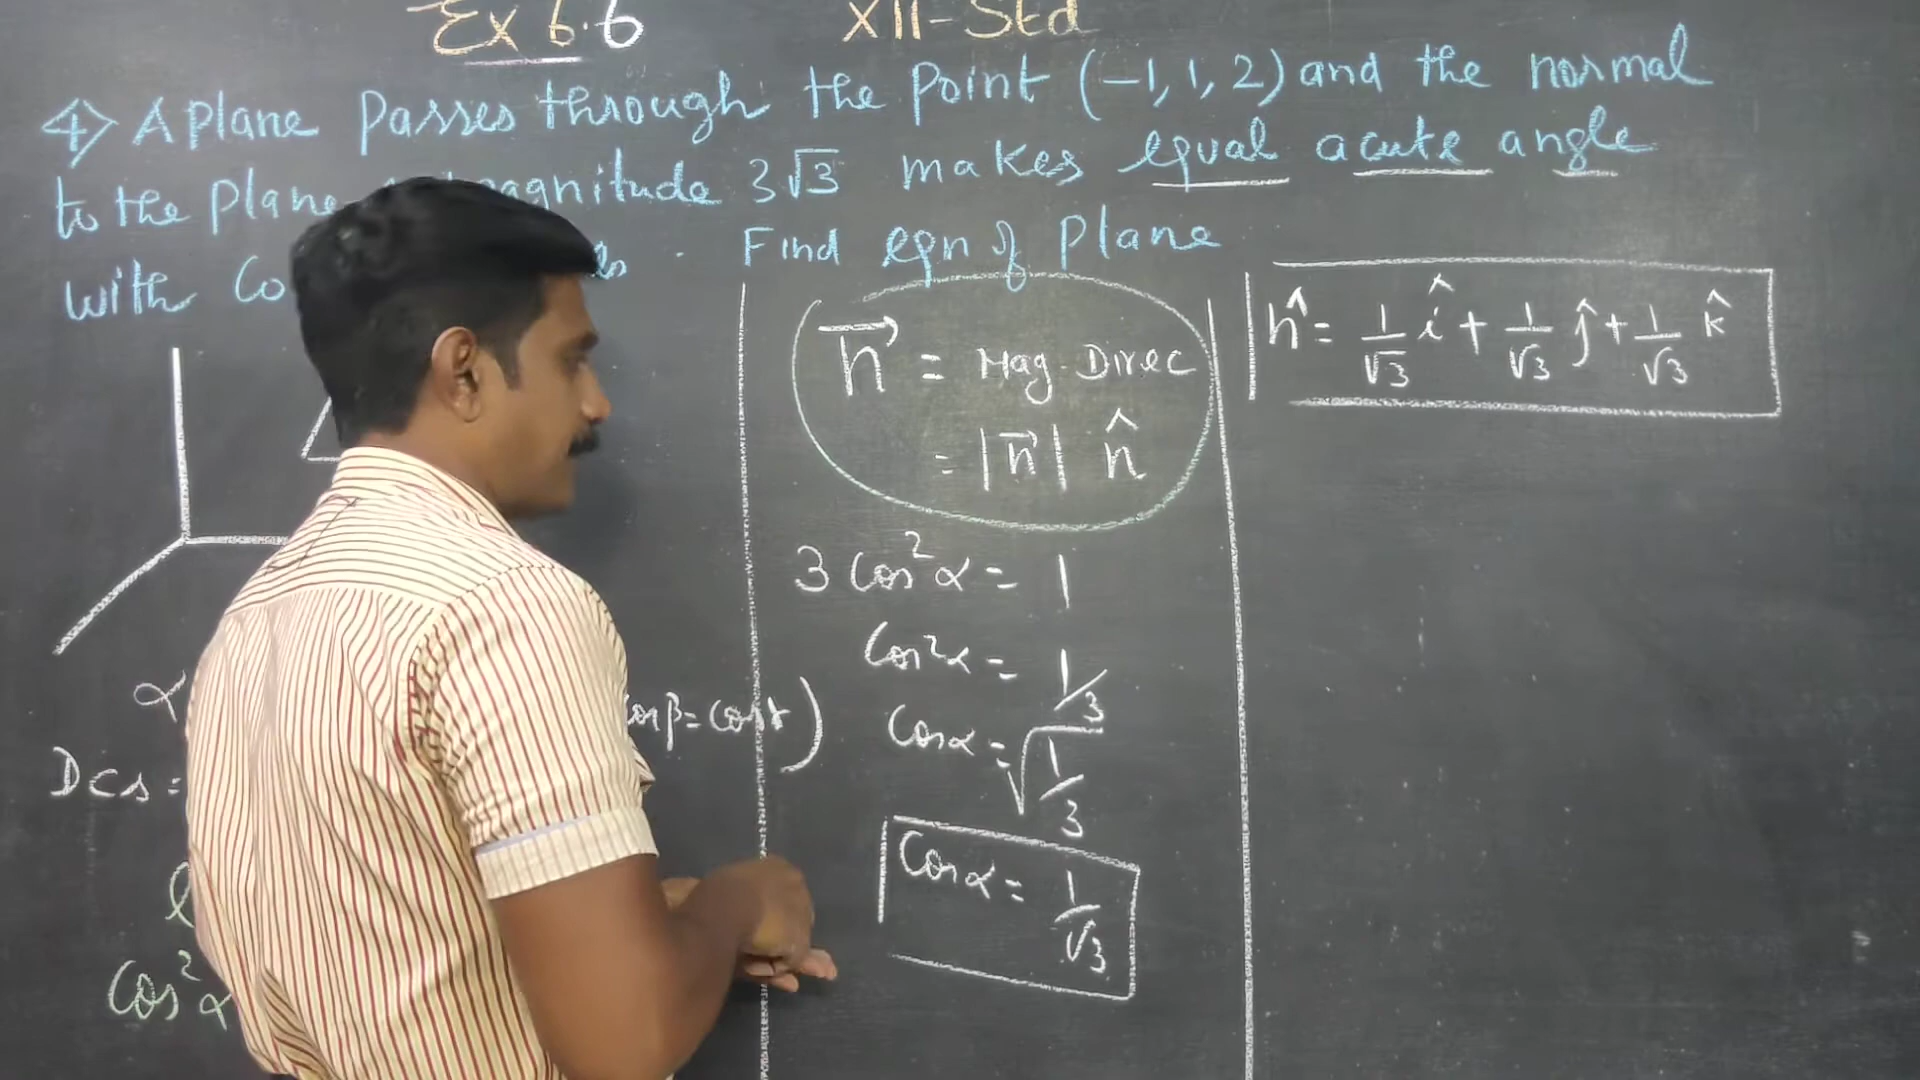 Ex 6.6 XII-Std
4) A plane passes through the point (-1, 1, 2) and the normal
to the plane magnitude 3√3 makes equal acute angle
with Co . Find eqn of plane
n⃗ = Mag. Direc
= |n⃗| n̂
3 cos²α = 1
cos²α = 1/3
cosα = √1/3
cosα = 1/√3
n̂ = 1/√3 î + 1/√3 ĵ + 1/√3 k̂
α
Dcs =
l
cos²α